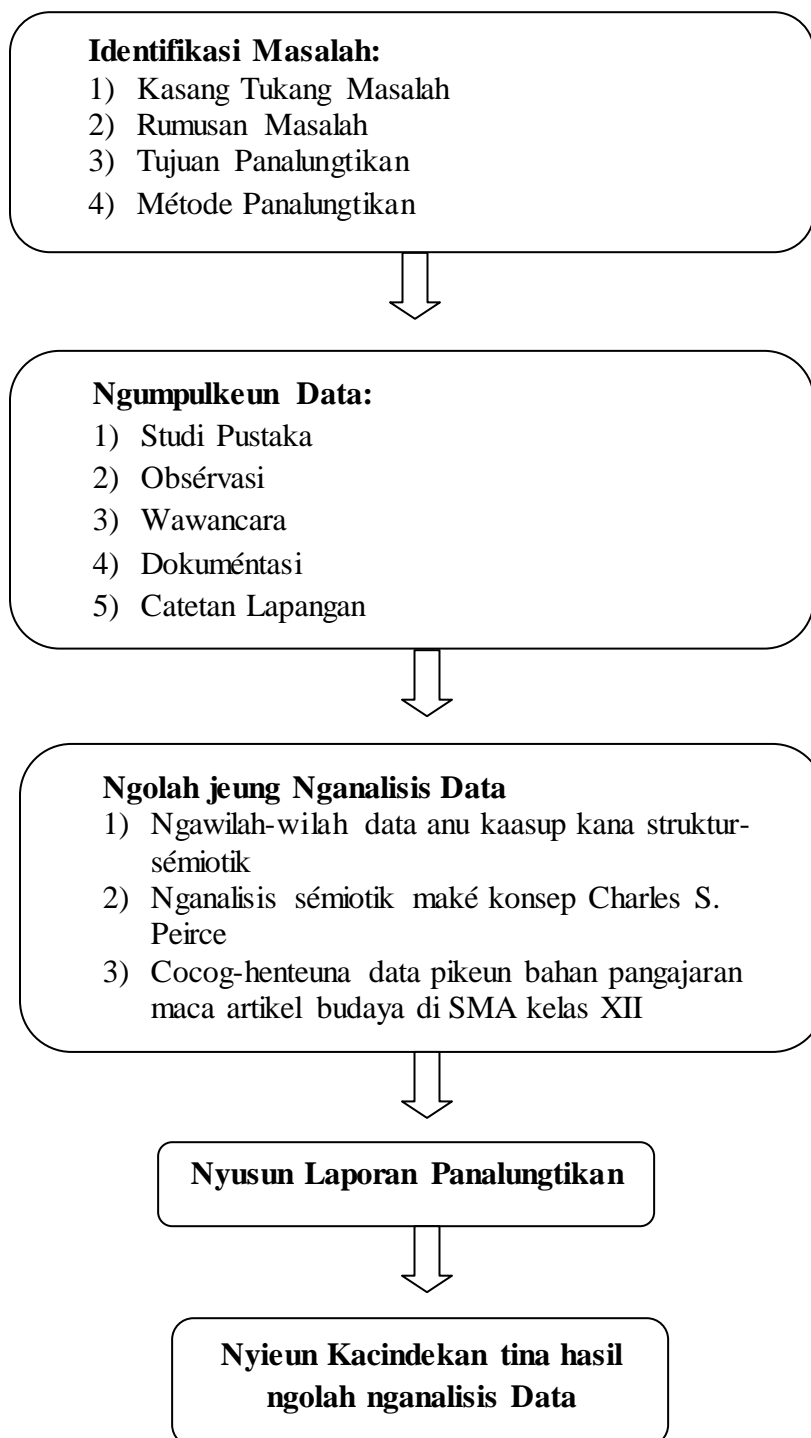 Identifikasi Masalah:
1) Kasang Tukang Masalah
2) Rumusan Masalah
3) Tujuan Panalungtikan
4) Métode Panalungtikan
Ngumpulkeun Data:
1) Studi Pustaka
2) Obsérvasi
3) Wawancara
4) Dokuméntasi
5) Catetan Lapangan
Ngolah jeung Nganalisis Data
1) Ngawilah-wilah data anu kaasup kana struktur-
sémiotik
2) Nganalisis sémiotik maké konsep Charles S.
Peirce
3) Cocog-henteuna data pikeun bahan pangajaran
maca artikel budaya di SMA kelas XII
Nyusun Laporan Panalungtikan
Nyieun Kacindekan tina hasil
ngolah nganalisis Data